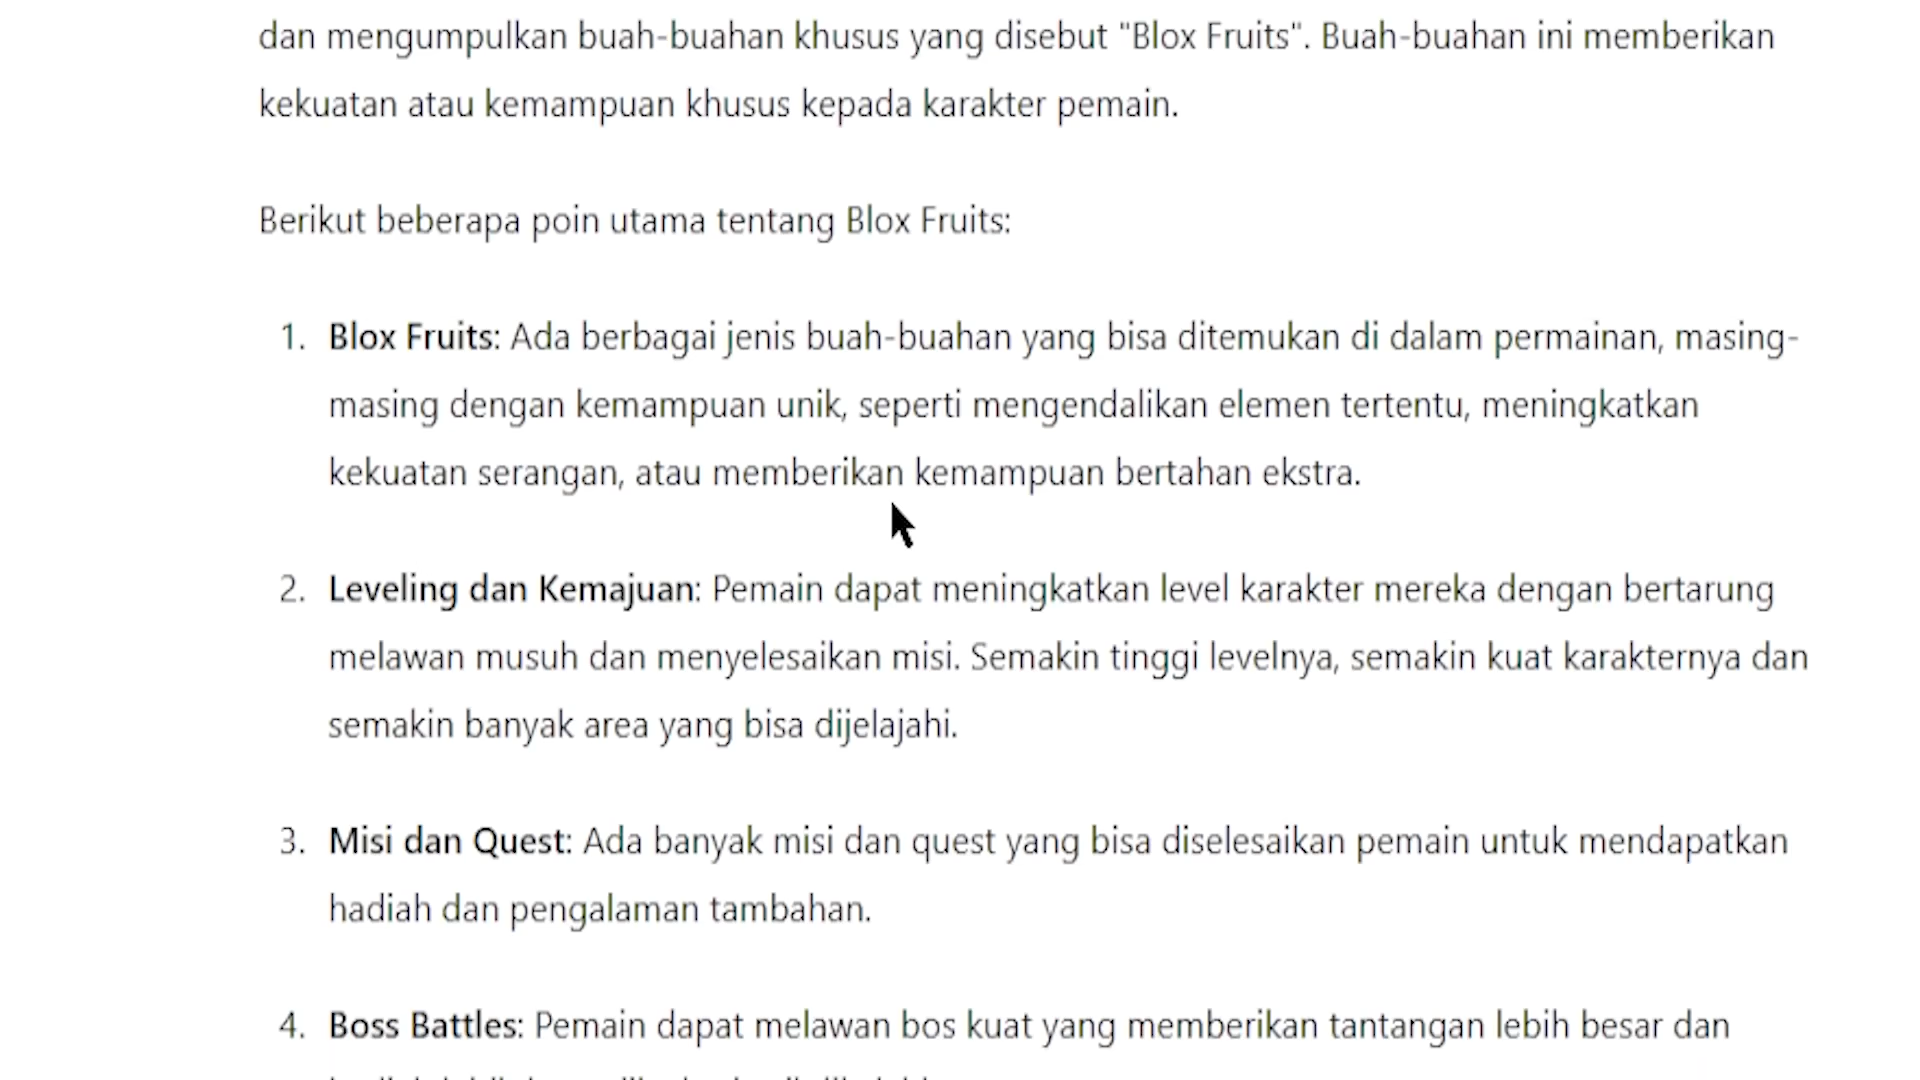 dan mengumpulkan buah-buahan khusus yang disebut "Blox Fruits". Buah-buahan ini memberikan
kekuatan atau kemampuan khusus kepada karakter pemain.
Berikut beberapa poin utama tentang Blox Fruits:
1. Blox Fruits: Ada berbagai jenis buah-buahan yang bisa ditemukan di dalam permainan, masing-
masing dengan kemampuan unik, seperti mengendalikan elemen tertentu, meningkatkan
kekuatan serangan, atau memberikan kemampuan bertahan ekstra.
2. Leveling dan Kemajuan: Pemain dapat meningkatkan level karakter mereka dengan bertarung
melawan musuh dan menyelesaikan misi. Semakin tinggi levelnya, semakin kuat karakternya dan
semakin banyak area yang bisa dijelajahi.
3. Misi dan Quest: Ada banyak misi dan quest yang bisa diselesaikan pemain untuk mendapatkan
hadiah dan pengalaman tambahan.
4. Boss Battles: Pemain dapat melawan bos kuat yang memberikan tantangan lebih besar dan